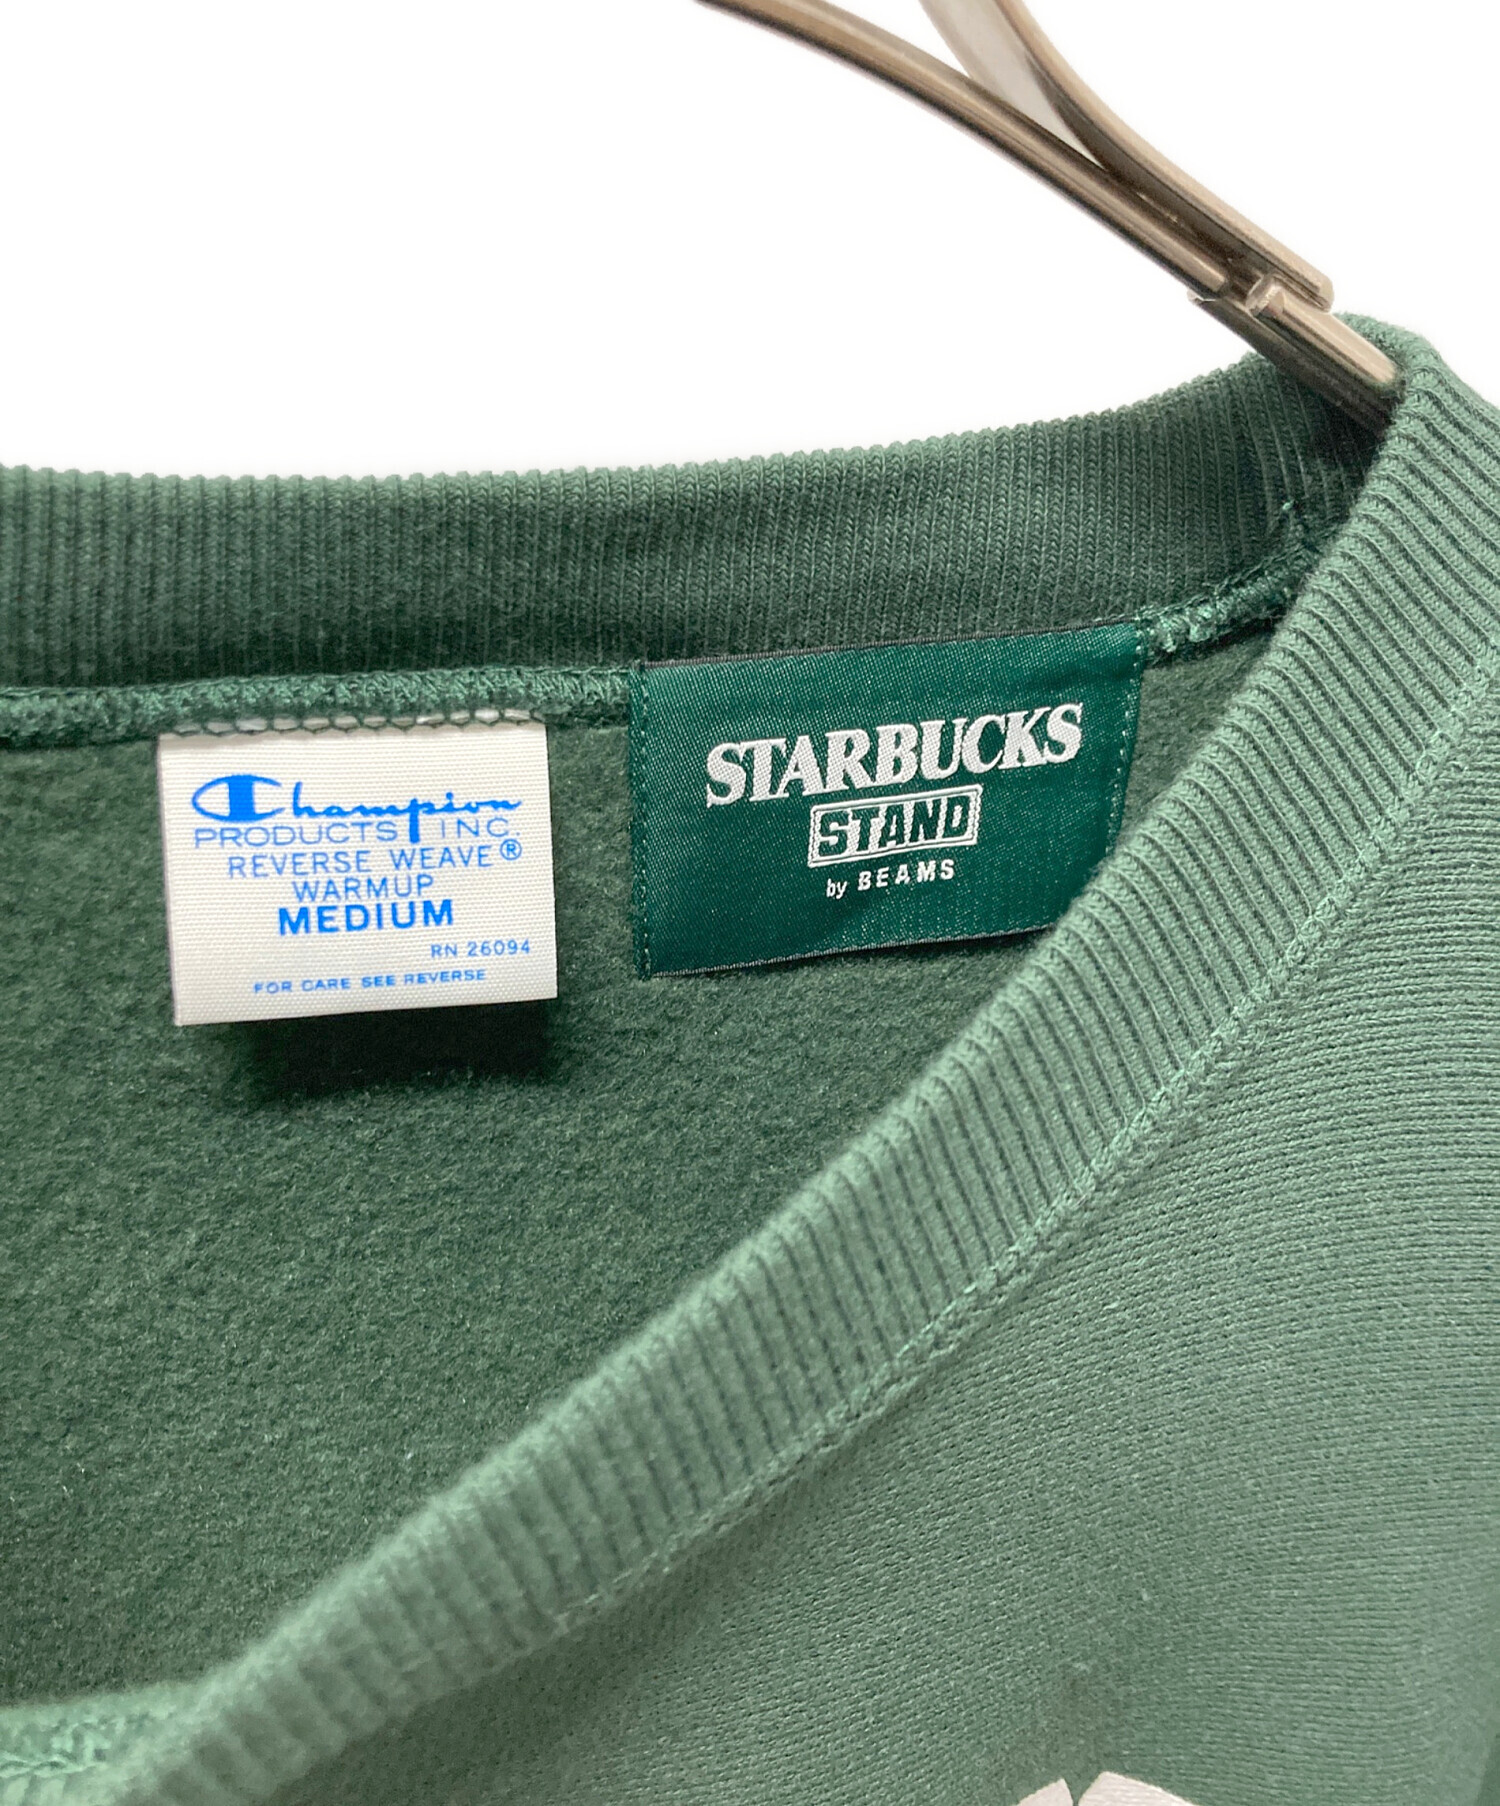 Champion
PRODUCTS INC.
REVERSE WEAVE®
WARMUP
MEDIUM
RN 26094
FOR CARE SEE REVERSE
STARBUCKS
STAND
by BEAMS